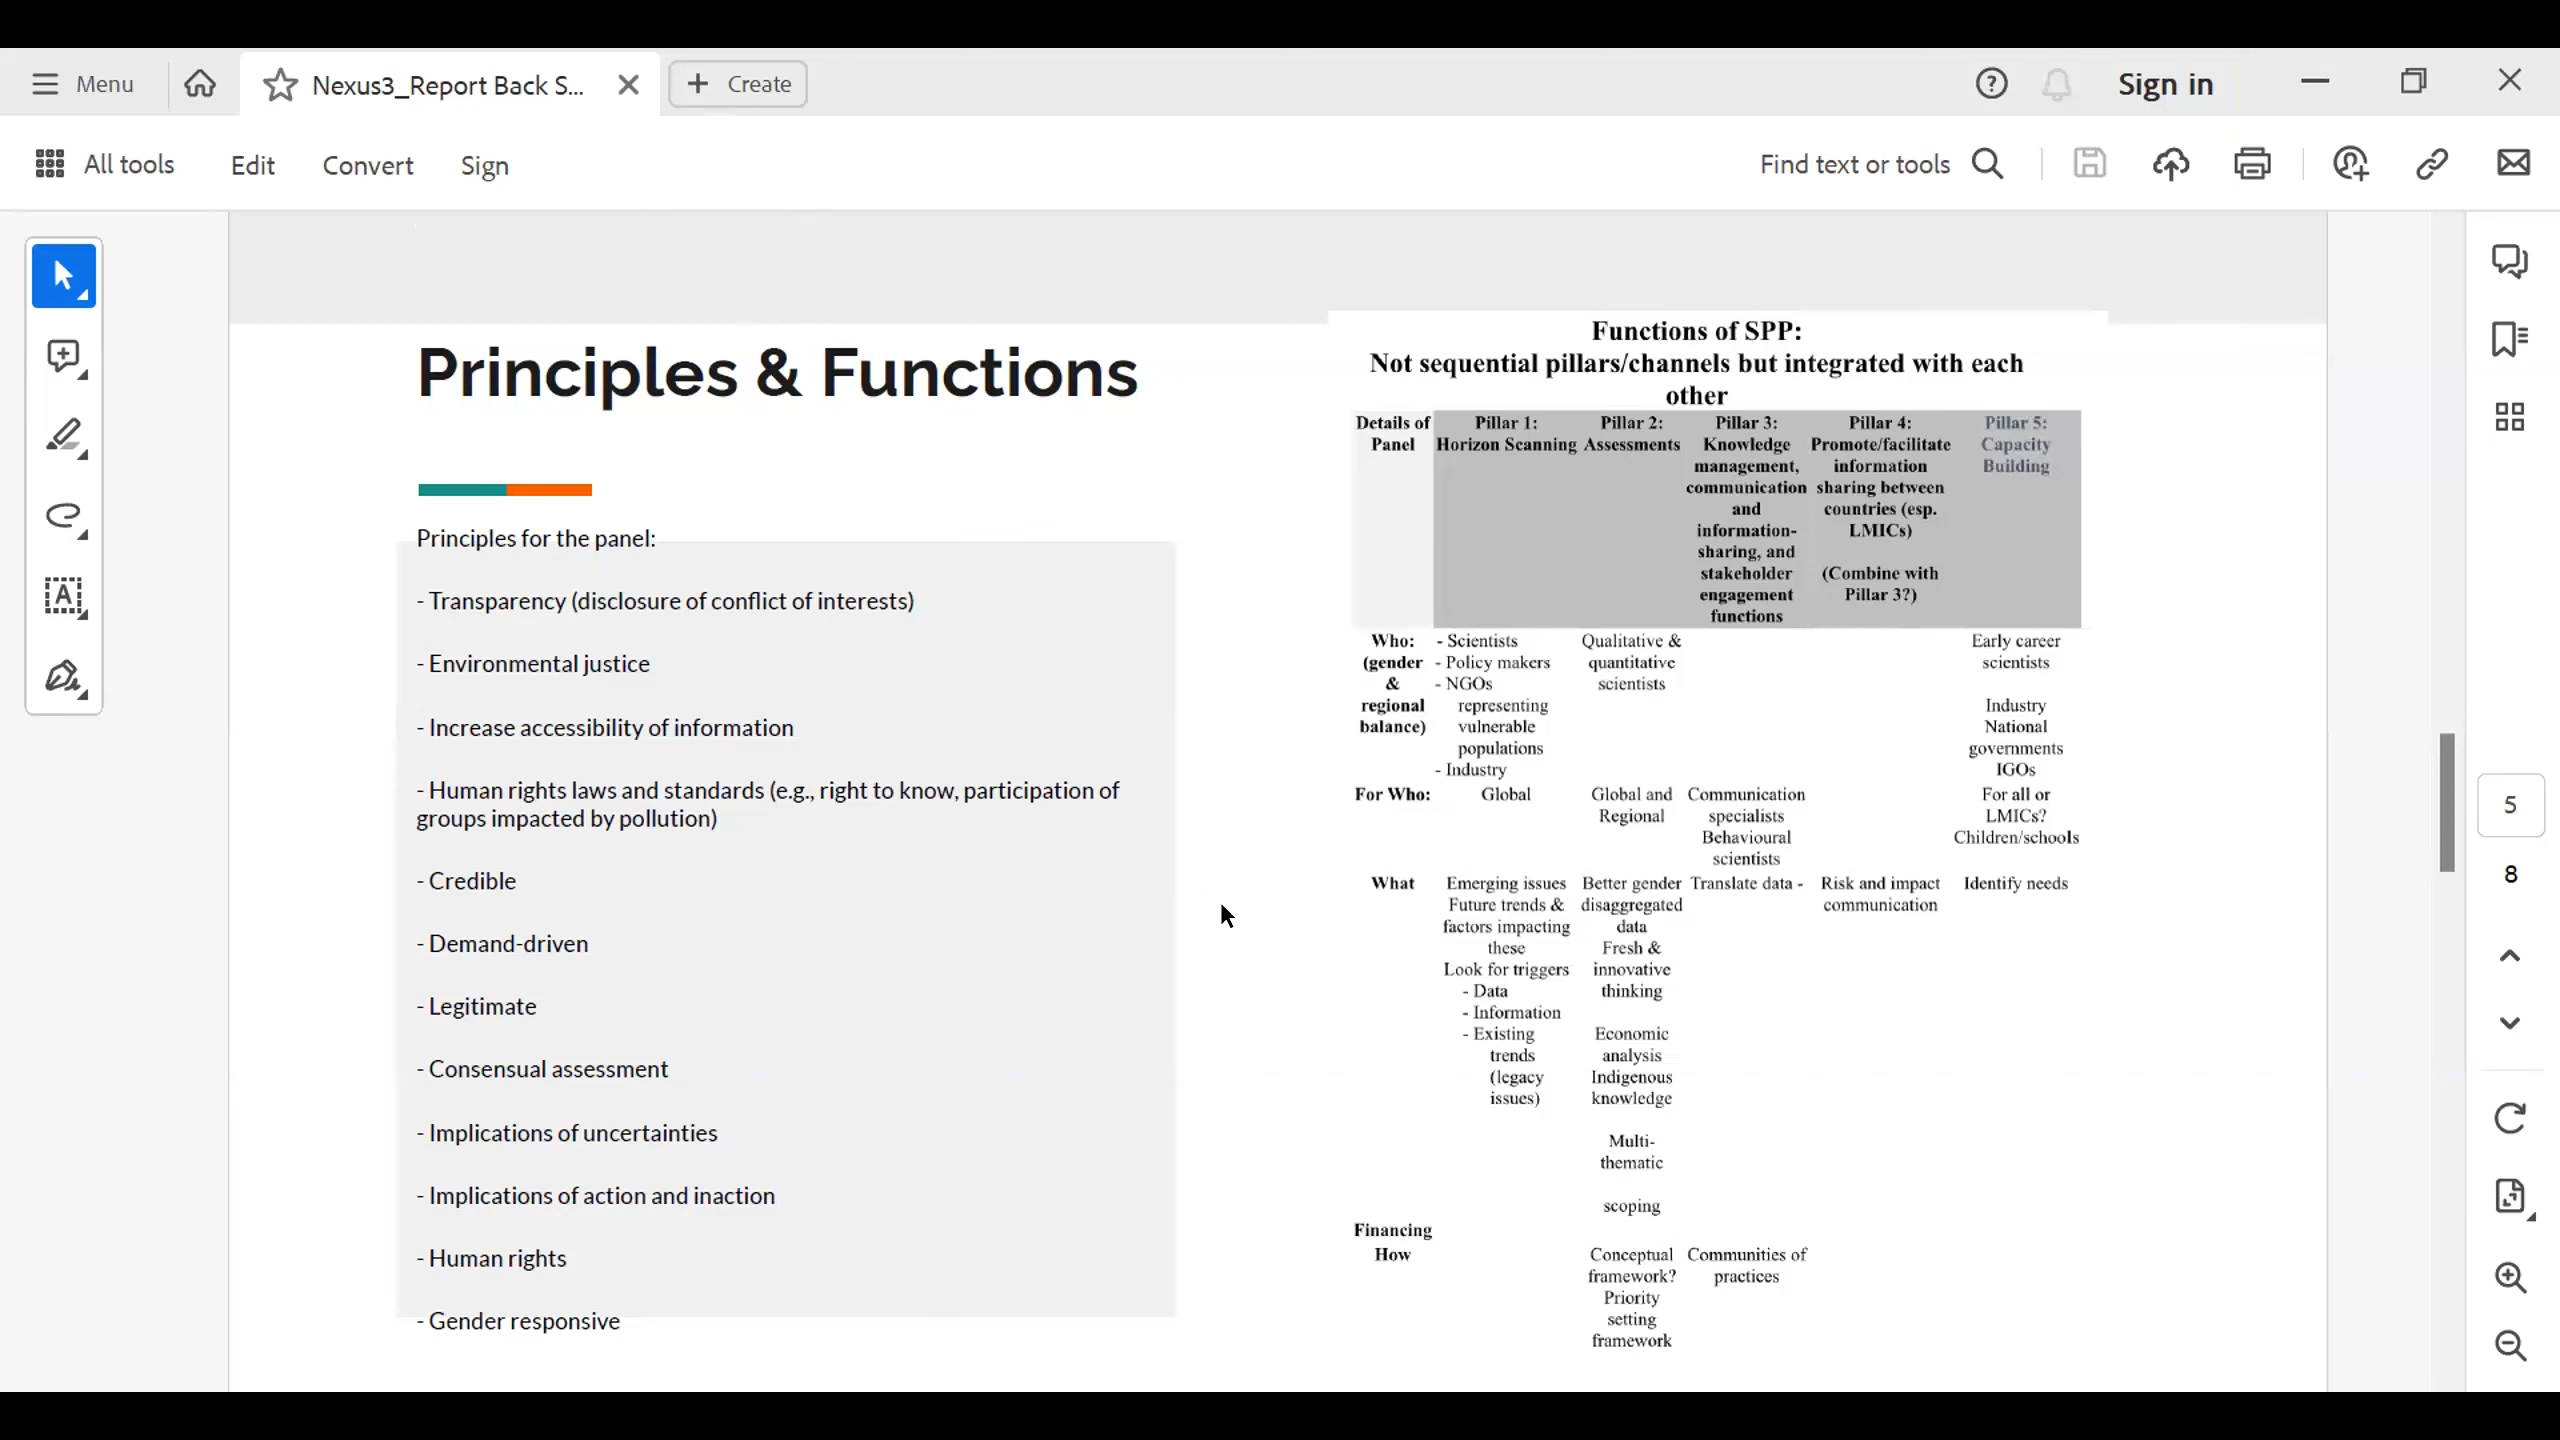 Menu
Nexus3_Report Back S...
Create
Sign in
All tools
Edit
Convert
Sign
Find text or tools
Principles & Functions
Principles for the panel:
- Transparency (disclosure of conflict of interests)
- Environmental justice
- Increase accessibility of information
- Human rights laws and standards (e.g., right to know, participation of
groups impacted by pollution)
- Credible
- Demand-driven
- Legitimate
- Consensual assessment
- Implications of uncertainties
- Implications of action and inaction
- Human rights
- Gender responsive
Functions of SPP:
Not sequential pillars/channels but integrated with each
other
Details of
Panel
Pillar 1:
Horizon Scanning
Pillar 2:
Assessments
Pillar 3:
Knowledge
management,
communication
and
information-
sharing, and
stakeholder
engagement
functions
Pillar 4:
Promote/facilitate
information
sharing between
countries (esp.
LMICs)
(Combine with
Pillar 3?)
Pillar 5:
Capacity
Building
Who:
(gender
&
regional
balance)
- Scientists
- Policy makers
- NGOs
representing
vulnerable
populations
- Industry
Qualitative &
quantitative
scientists
Early career
scientists
Industry
National
governments
IGOs
For Who:
Global
Global and
Regional
Communication
specialists
Behavioural
scientists
For all or
LMICs?
Children/schools
What
Emerging issues
Future trends &
factors impacting
these
Look for triggers
- Data
- Information
- Existing
trends
(legacy
issues)
Better gender
disaggregated
data
Fresh &
innovative
thinking
Economic
analysis
Indigenous
knowledge
Multi-
thematic
scoping
Translate data -
Risk and impact
communication
Identify needs
Financing
How
Conceptual
framework?
Priority
setting
framework
Communities of
practices
5
8